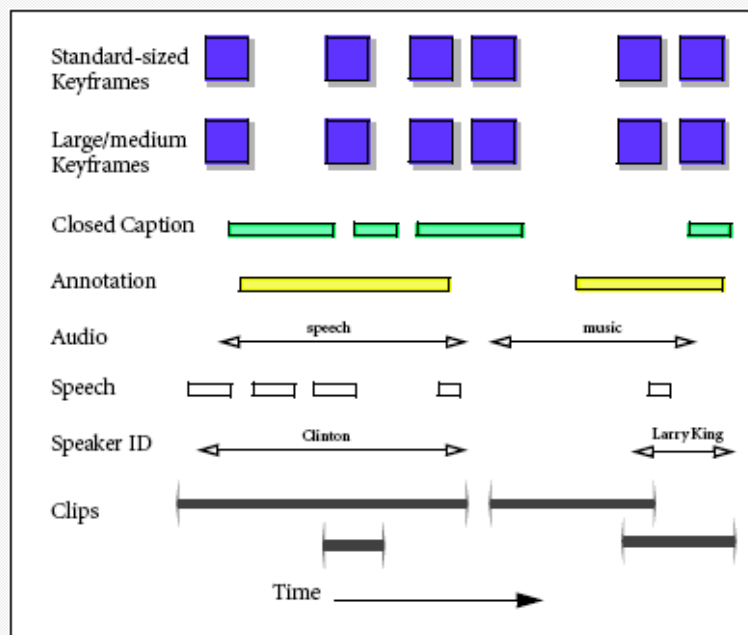 Standard-sized
Keyframes
Large/medium
Keyframes
Closed Caption
Annotation
Audio
speech
music
Speech
Speaker ID
Clinton
Larry King
Clips
Time